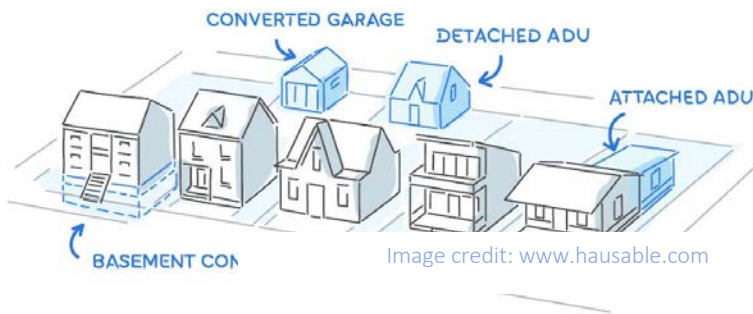 CONVERTED GARAGE
DETACHED ADU
ATTACHED ADU
BASEMENT CON
Image credit: www.hausable.com